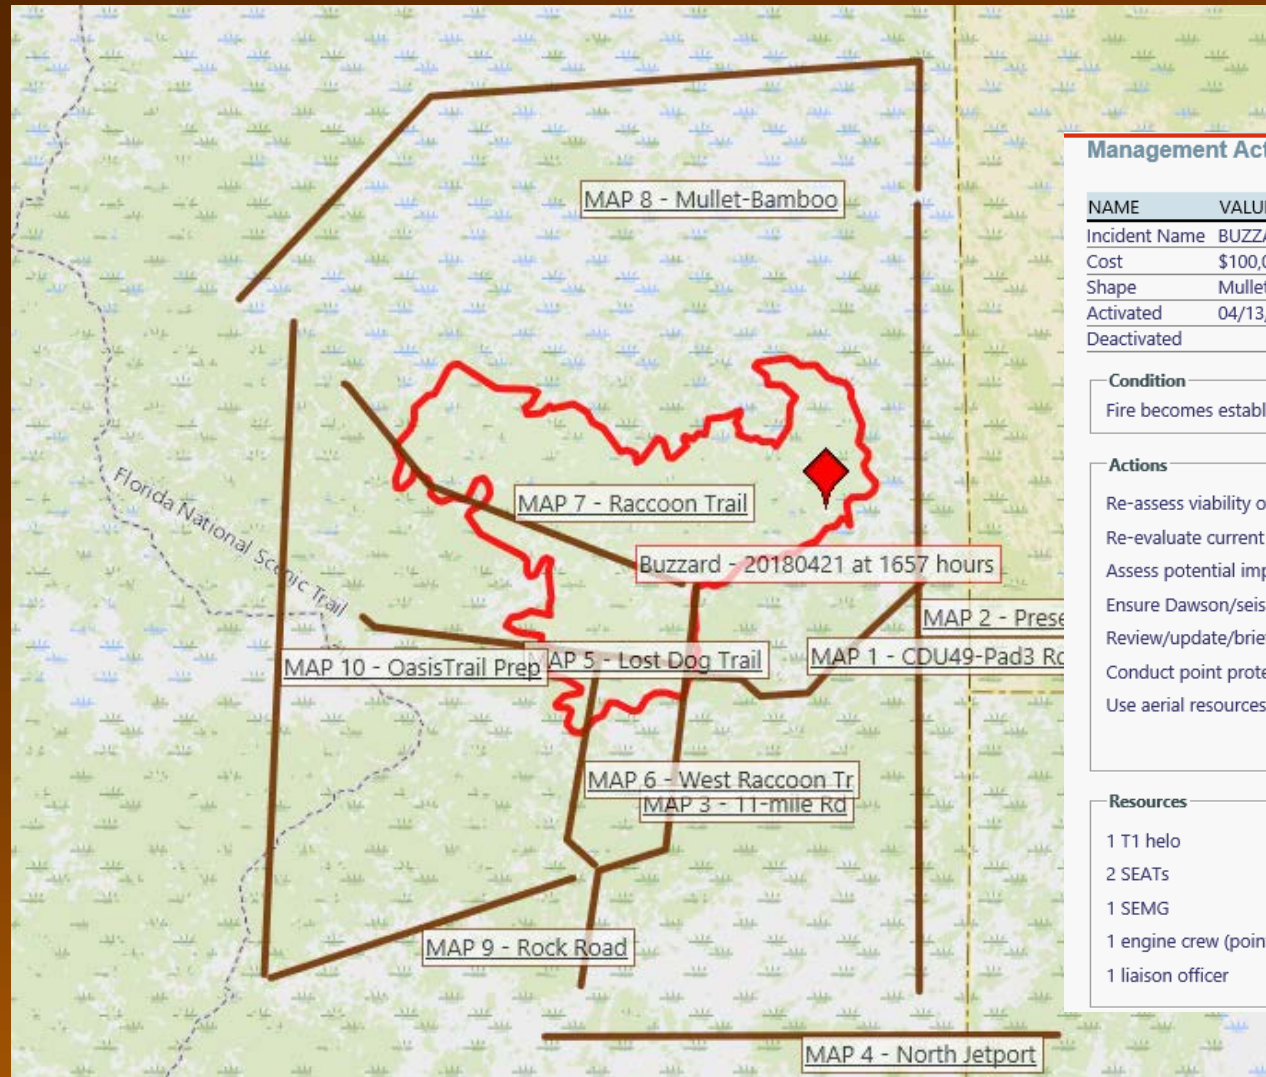 MAP 8 - Mullet-Bamboo
Florida National Scenic Trail
MAP 7 - Raccoon Trail
Buzzard - 20180421 at 1657 hours
MAP 2 - Prese
MAP 10 - OasisTrail Prep
AP 5 - Lost Dog Trail
MAP 1 - CDU49-Pad3 Rd
MAP 6 - West Raccoon Tr
MAP 3 - 11-mile Rd
MAP 9 - Rock Road
MAP 4 - North Jetport
Management Act
NAME VALU
Incident Name BUZZA
Cost $100,0
Shape Mullet
Activated 04/13/
Deactivated
Condition
Fire becomes establ
Actions
Re-assess viability o
Re-evaluate current
Assess potential imp
Ensure Dawson/seis
Review/update/brief
Conduct point prote
Use aerial resources
Resources
1 T1 helo
2 SEATs
1 SEMG
1 engine crew (poin
1 liaison officer